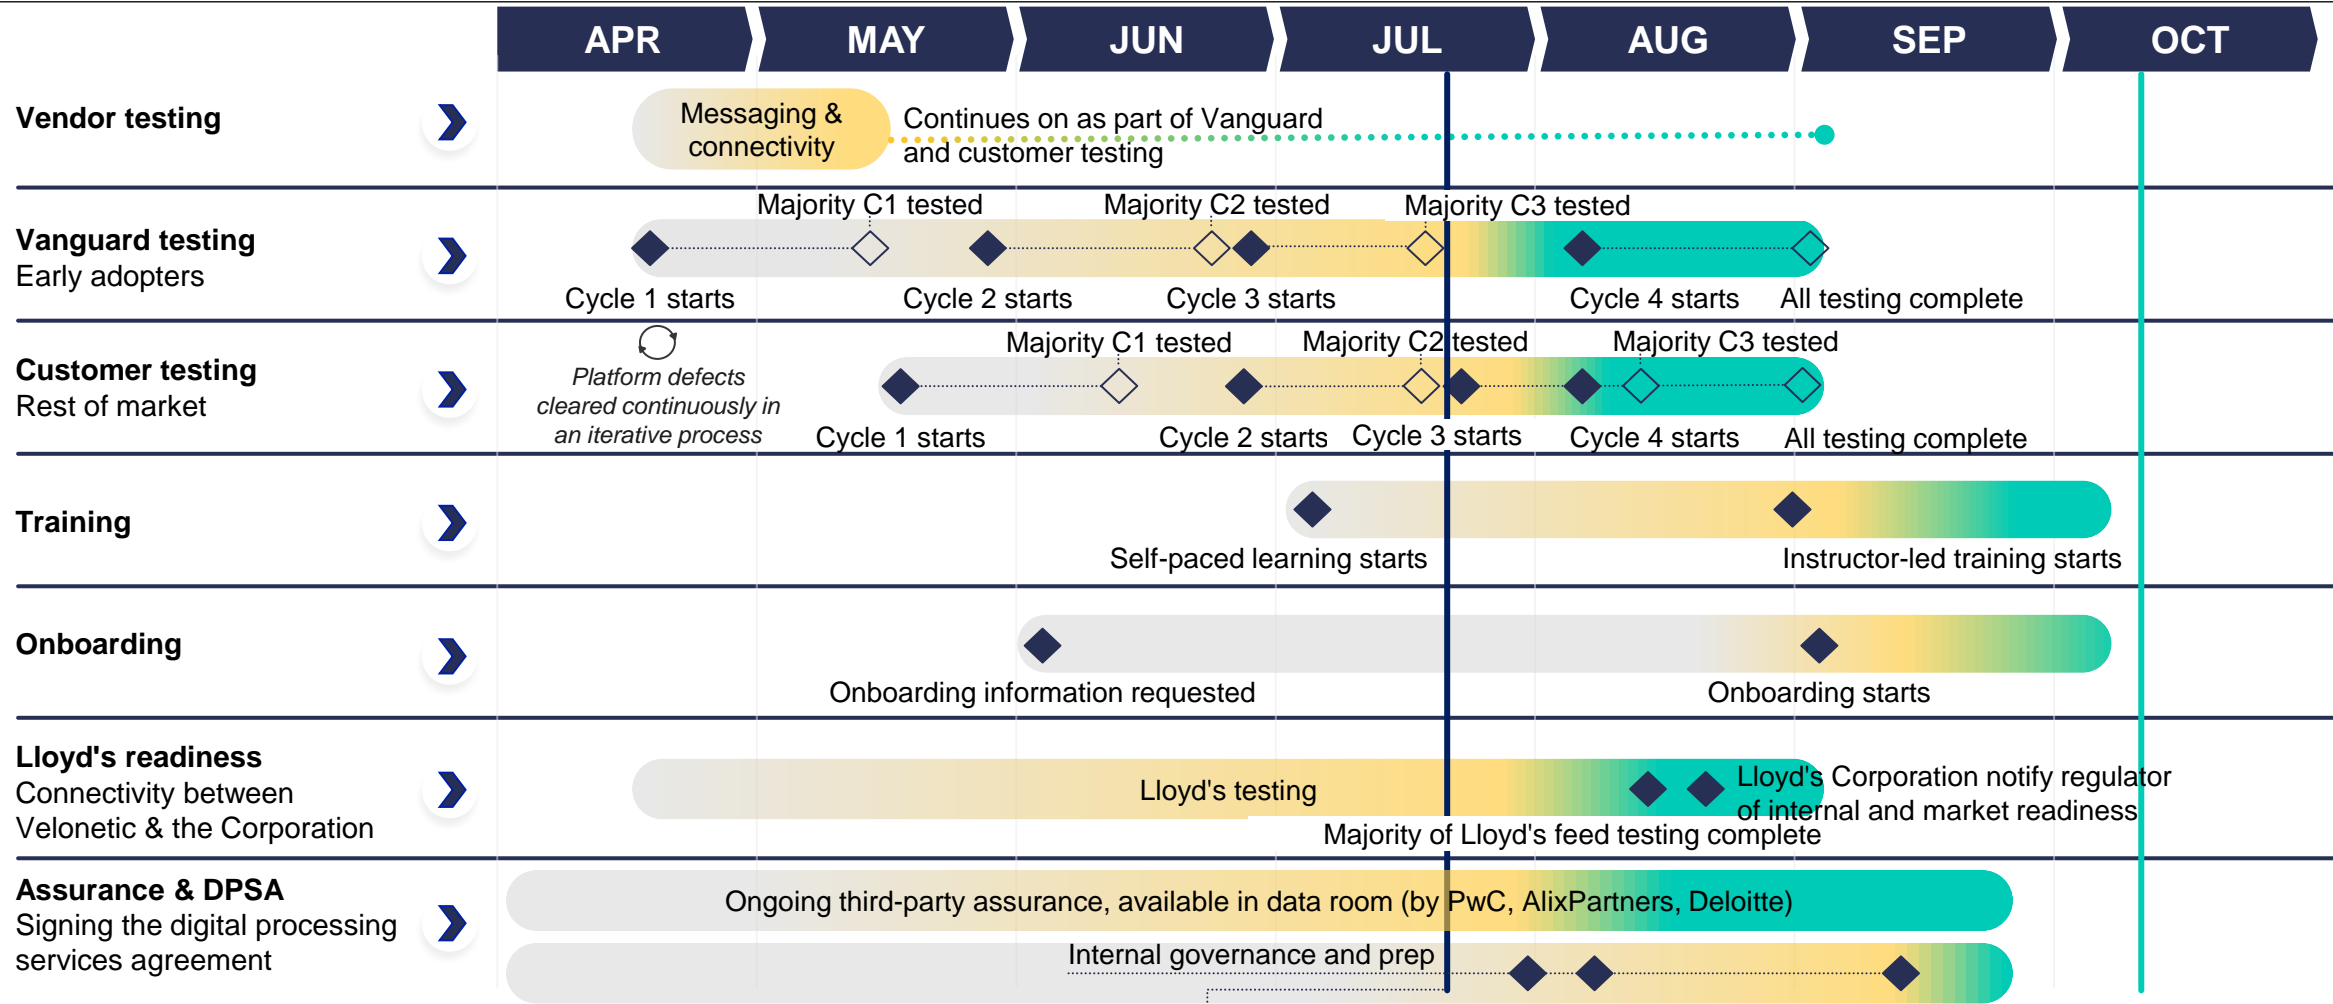 APR MAY JUN JUL AUG SEP OCT
Vendor testing
Messaging &
connectivity
Continues on as part of Vanguard
and customer testing
Vanguard testing
Early adopters
Majority C1 tested
Majority C2 tested
Majority C3 tested
Cycle 1 starts
Cycle 2 starts
Cycle 3 starts
Cycle 4 starts
All testing complete
Customer testing
Rest of market
Platform defects
cleared continuously in
an iterative process
Majority C1 tested
Majority C2 tested
Majority C3 tested
Cycle 1 starts
Cycle 2 starts
Cycle 3 starts
Cycle 4 starts
All testing complete
Training
Self-paced learning starts
Instructor-led training starts
Onboarding
Onboarding information requested
Onboarding starts
Lloyd's readiness
Connectivity between
Velonetic & the Corporation
Lloyd's testing
Lloyd's Corporation notify regulator
of internal and market readiness
Majority of Lloyd's feed testing complete
Assurance & DPSA
Signing the digital processing
services agreement
Ongoing third-party assurance, available in data room (by PwC, AlixPartners, Deloitte)
Internal governance and prep